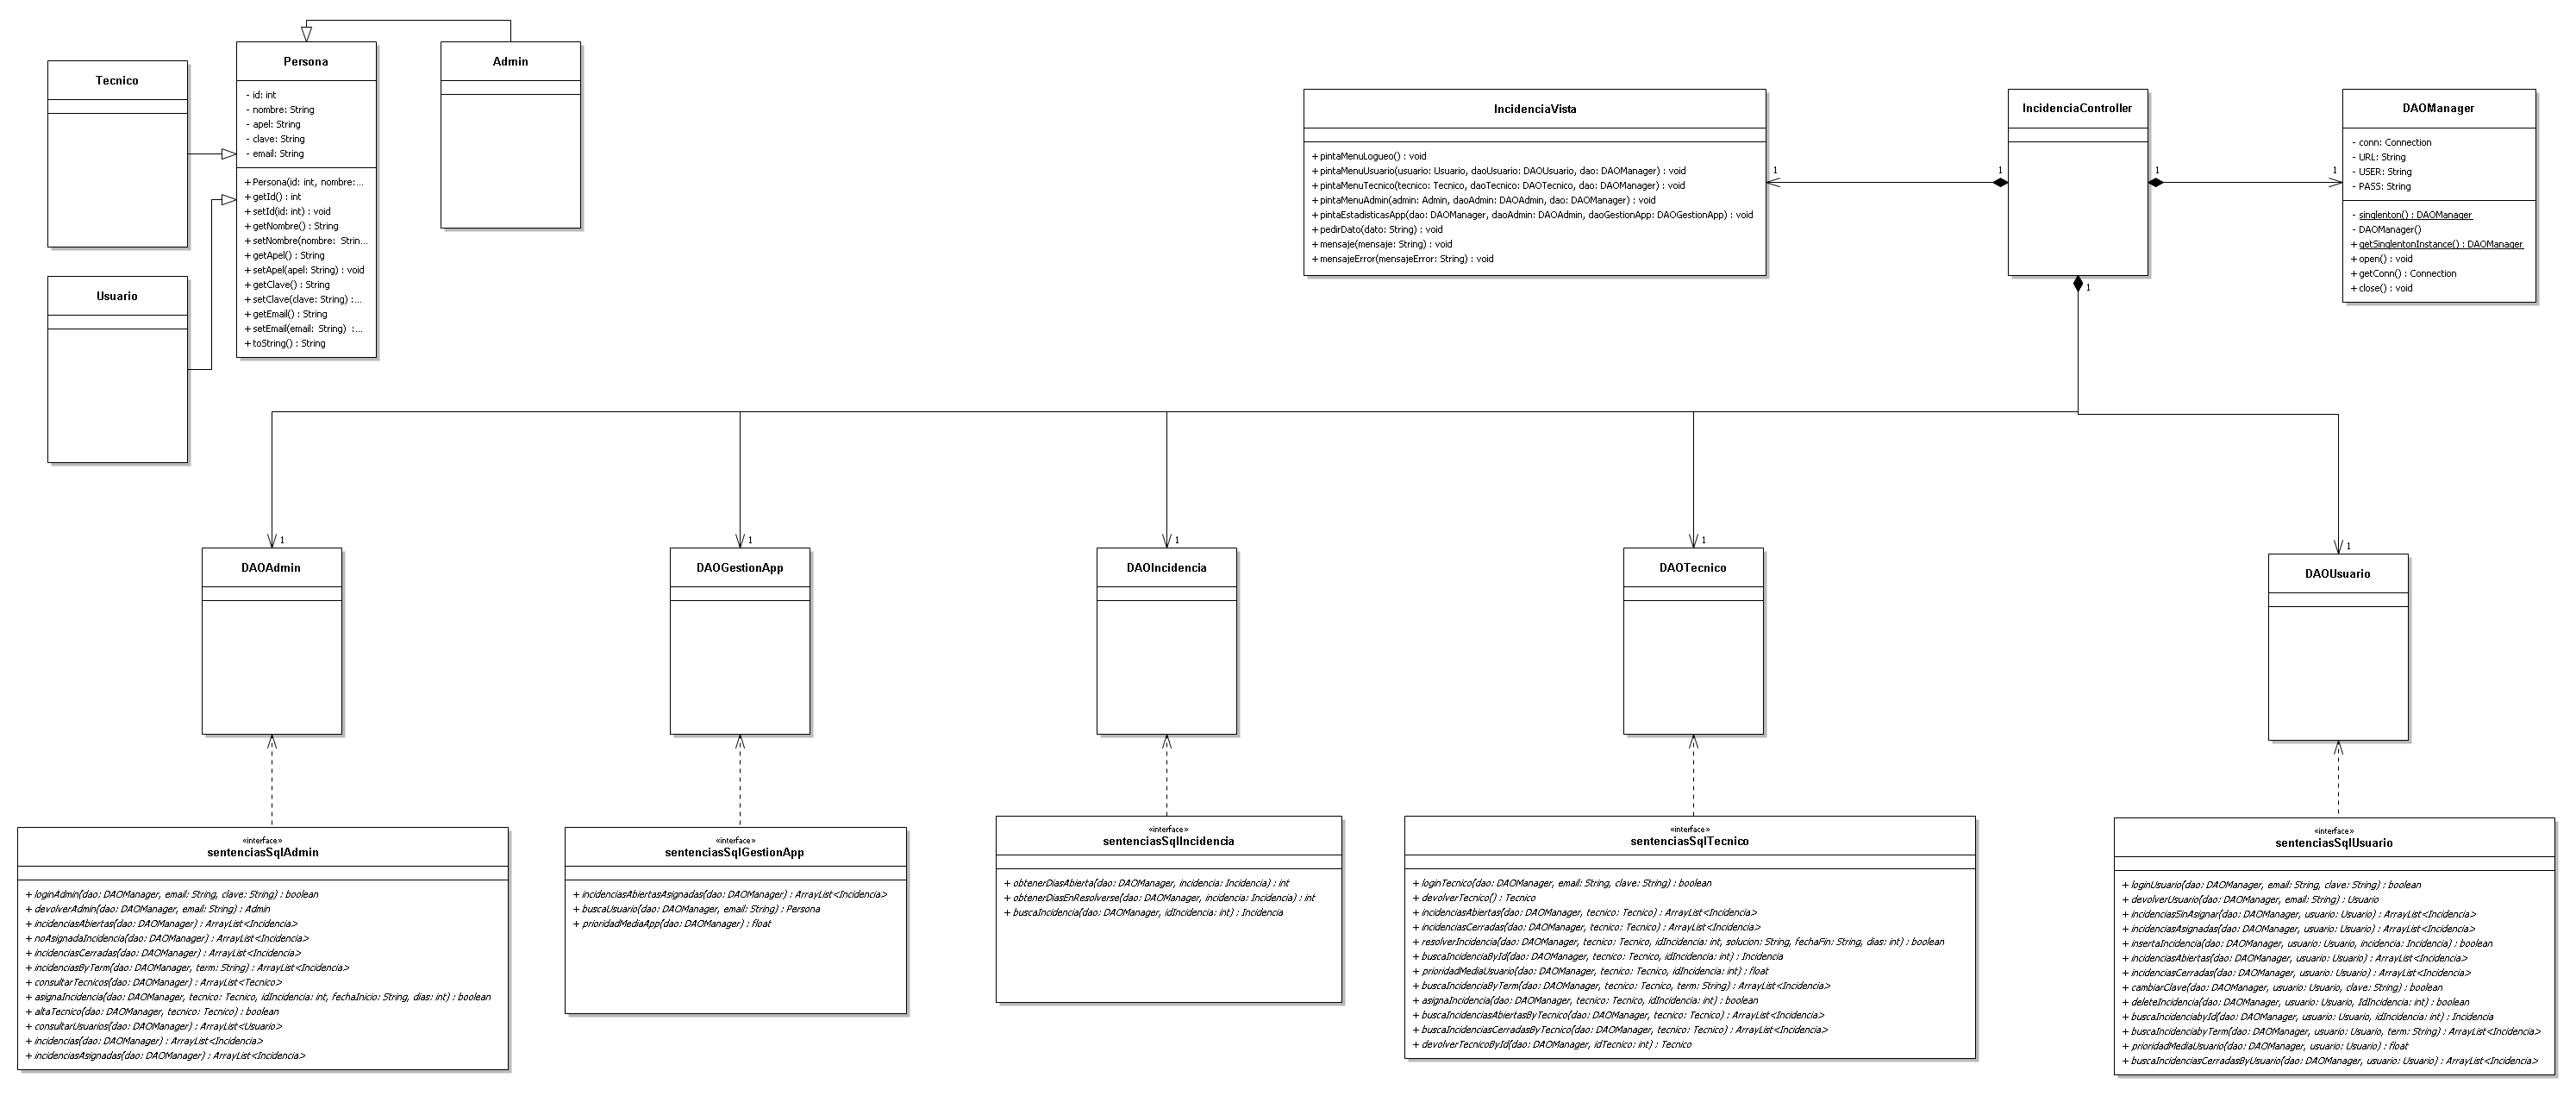 Persona
- id: int
- nombre: String
- apel: String
- clave: String
- email: String
+ Persona(id: int, nombre:...
+ getId() : int
+ setId(id: int) : void
+ getNombre() : String
+ setNombre(nombre: Strin...
+ getApel() : String
+ setApel(apel: String) : void
+ getClave() : String
+ setClave(clave: String) :...
+ getEmail() : String
+ setEmail(email: String) :...
+ toString() : String
Admin
Tecnico
Usuario
IncidenciaVista
+ pintaMenuLogueo() : void
+ pintaMenuUsuario(usuario: Usuario, daoUsuario: DAOUsuario, dao: DAOManager) : void
+ pintaMenuTecnico(tecnico: Tecnico, daoTecnico: DAOTecnico, dao: DAOManager) : void
+ pintaMenuAdmin(admin: Admin, daoAdmin: DAOAdmin, dao: DAOManager) : void
+ pintaEstadisticasApp(dao: DAOManager, daoAdmin: DAOAdmin, daoGestionApp: DAOGestionApp) : void
+ pedirDato(dato: String) : void
+ mensaje(mensaje: String) : void
+ mensajeError(mensajeError: String) : void
1
1
IncidenciaController
1
1
1
DAOManager
- conn: Connection
- URL: String
- USER: String
- PASS: String
- singlenton() : DAOManager
- DAOManager()
+ getSinglentonInstance() : DAOManager
+ open() : void
+ getConn() : Connection
+ close() : void
1
DAOAdmin
1
DAOGestionApp
1
DAOIncidencia
1
DAOTecnico
1
DAOUsuario
«interface»
sentenciasSqlAdmin
+ loginAdmin(dao: DAOManager, email: String, clave: String) : boolean
+ devolverAdmin(dao: DAOManager, email: String) : Admin
+ incidenciasAbiertas(dao: DAOManager) : ArrayList<Incidencia>
+ noAsignadaIncidencia(dao: DAOManager) : ArrayList<Incidencia>
+ incidenciasCerradas(dao: DAOManager) : ArrayList<Incidencia>
+ incidenciasByTerm(dao: DAOManager, term: String) : ArrayList<Incidencia>
+ consultarTecnicos(dao: DAOManager) : ArrayList<Tecnico>
+ asignaIncidencia(dao: DAOManager, tecnico: Tecnico, idIncidencia: int, fechaInicio: String, dias: int) : boolean
+ altaTecnico(dao: DAOManager, tecnico: Tecnico) : boolean
+ consultarUsuarios(dao: DAOManager) : ArrayList<Usuario>
+ incidencias(dao: DAOManager) : ArrayList<Incidencia>
+ incidenciasAsignadas(dao: DAOManager) : ArrayList<Incidencia>
«interface»
sentenciasSqlGestionApp
+ incidenciasAbiertasAsignadas(dao: DAOManager) : ArrayList<Incidencia>
+ buscaUsuario(dao: DAOManager, email: String) : Persona
+ prioridadMediaApp(dao: DAOManager) : float
«interface»
sentenciasSqlIncidencia
+ obtenerDiasAbierta(dao: DAOManager, incidencia: Incidencia) : int
+ obtenerDiasEnResolverse(dao: DAOManager, incidencia: Incidencia) : int
+ buscaIncidencia(dao: DAOManager, idIncidencia: int) : Incidencia
«interface»
sentenciasSqlTecnico
+ loginTecnico(dao: DAOManager, email: String, clave: String) : boolean
+ devolverTecnico() : Tecnico
+ incidenciasAbiertas(dao: DAOManager, tecnico: Tecnico) : ArrayList<Incidencia>
+ incidenciasCerradas(dao: DAOManager, tecnico: Tecnico) : ArrayList<Incidencia>
+ resolverIncidencia(dao: DAOManager, tecnico: Tecnico, idIncidencia: int, solucion: String, fechaFin: String, dias: int) : boolean
+ buscaIncidenciaById(dao: DAOManager, tecnico: Tecnico, idIncidencia: int) : Incidencia
+ prioridadMediaUsuario(dao: DAOManager, tecnico: Tecnico, idIncidencia: int) : float
+ buscaIncidenciaByTerm(dao: DAOManager, tecnico: Tecnico, term: String) : ArrayList<Incidencia>
+ asignaIncidencia(dao: DAOManager, tecnico: Tecnico, idIncidencia: int) : boolean
+ buscaIncidenciasAbiertasByTecnico(dao: DAOManager, tecnico: Tecnico) : ArrayList<Incidencia>
+ buscaIncidenciasCerradasByTecnico(dao: DAOManager, tecnico: Tecnico) : ArrayList<Incidencia>
+ devolverTecnicoById(dao: DAOManager, idTecnico: int) : Tecnico
«interface»
sentenciasSqlUsuario
+ loginUsuario(dao: DAOManager, email: String, clave: String) : boolean
+ devolverUsuario(dao: DAOManager, email: String) : Usuario
+ incidenciasSinAsignar(dao: DAOManager, usuario: Usuario) : ArrayList<Incidencia>
+ incidenciasAsignadas(dao: DAOManager, usuario: Usuario) : ArrayList<Incidencia>
+ insertaIncidencia(dao: DAOManager, usuario: Usuario, incidencia: Incidencia) : boolean
+ incidenciasAbiertas(dao: DAOManager, usuario: Usuario) : ArrayList<Incidencia>
+ incidenciasCerradas(dao: DAOManager, usuario: Usuario) : ArrayList<Incidencia>
+ cambiarClave(dao: DAOManager, usuario: Usuario, clave: String) : boolean
+ deleteIncidencia(dao: DAOManager, usuario: Usuario, IdIncidencia: int) : boolean
+ buscaIncidenciabyId(dao: DAOManager, usuario: Usuario, idIncidencia: int) : Incidencia
+ buscaIncidenciabyTerm(dao: DAOManager, usuario: Usuario, term: String) : ArrayList<Incidencia>
+ prioridadMediaUsuario(dao: DAOManager, usuario: Usuario) : float
+ buscaIncidenciasCerradasByUsuario(dao: DAOManager, usuario: Usuario) : ArrayList<Incidencia>